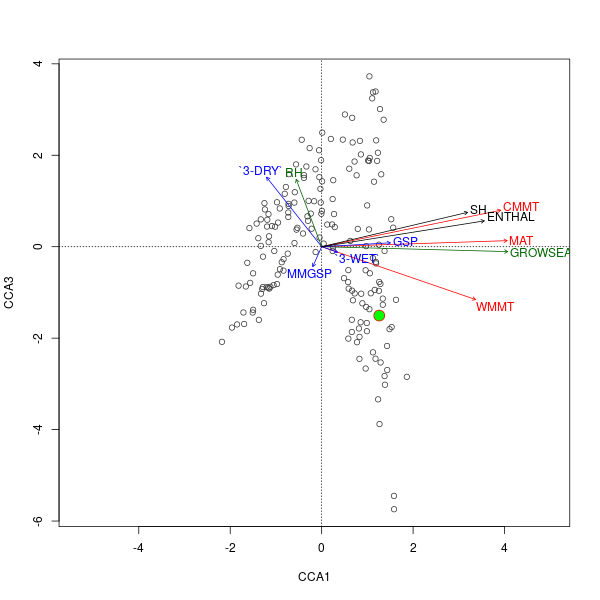 4
2
0
-2
-4
-6
CCA3
`3-DRY`
RH
SH
CMMT
ENTHAL
GSP
MAT
GROWSEA
`3-WET`
MMGSP
WMMT
-4 -2 0 2 4
CCA1